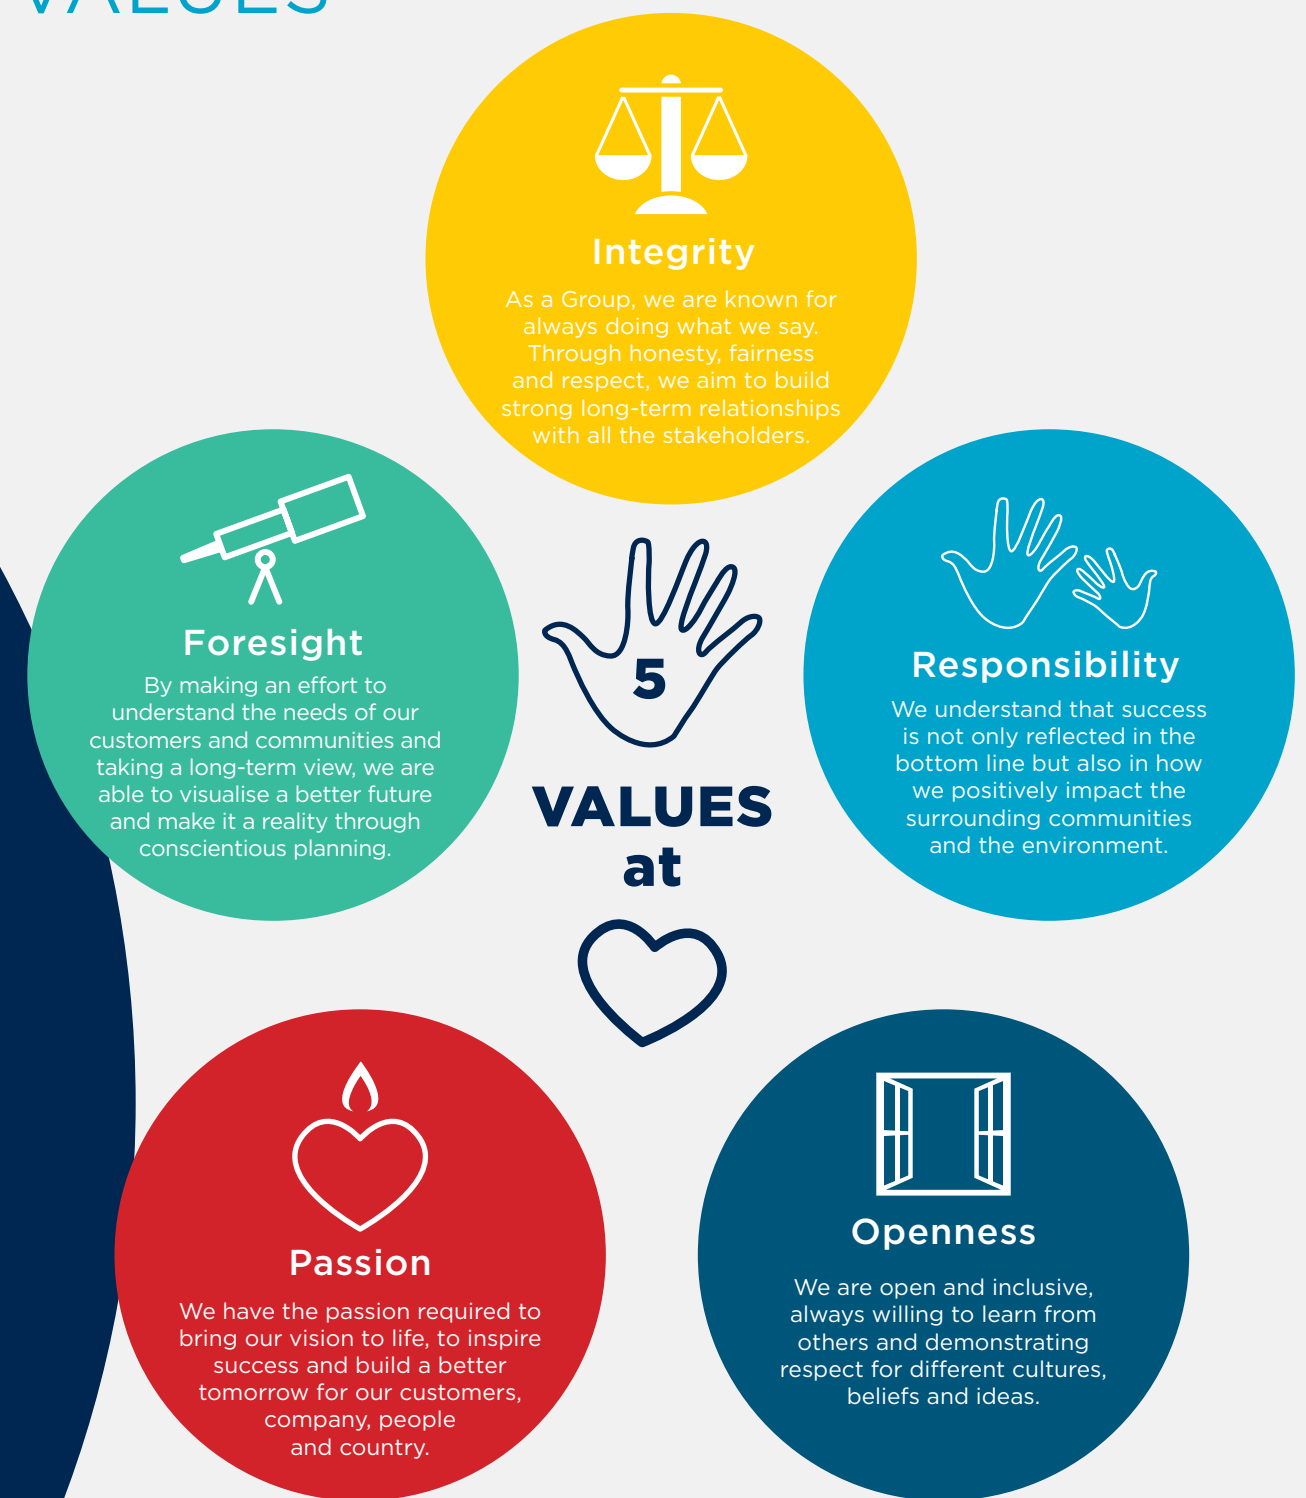 VALUES
Integrity
As a Group, we are known for
always doing what we say.
Through honesty, fairness
and respect, we aim to build
strong long-term relationships
with all the stakeholders.
Foresight
By making an effort to
understand the needs of our
customers and communities and
taking a long-term view, we are
able to visualise a better future
and make it a reality through
conscientious planning.
5
VALUES
at
Responsibility
We understand that success
is not only reflected in the
bottom line but also in how
we positively impact the
surrounding communities
and the environment.
Passion
We have the passion required to
bring our vision to life, to inspire
success and build a better
tomorrow for our customers,
company, people
and country.
Openness
We are open and inclusive,
always willing to learn from
others and demonstrating
respect for different cultures,
beliefs and ideas.